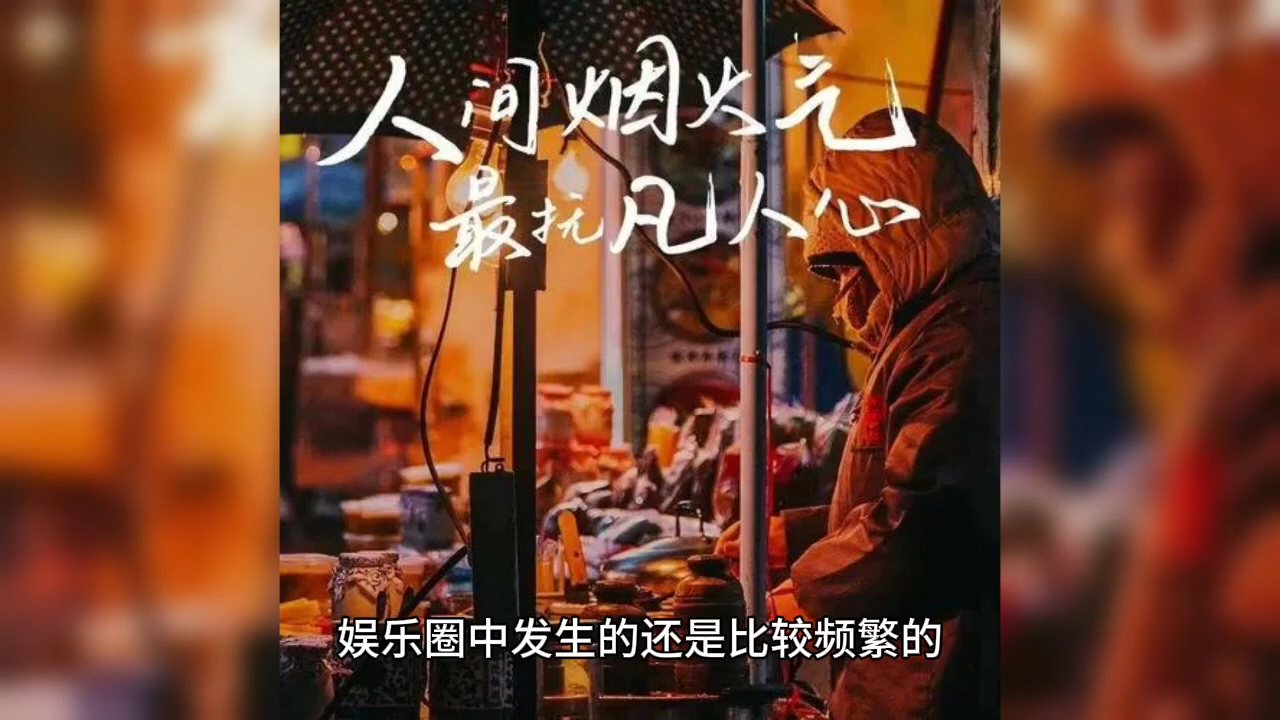 人间烟火气
最抚凡人心
娱乐圈中发生的还是比较频繁的